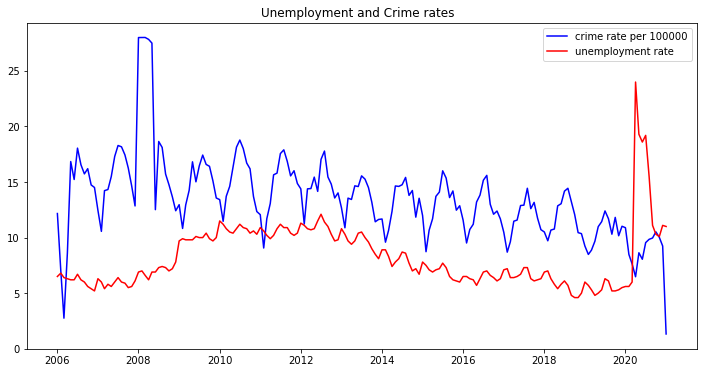 Unemployment and Crime rates
crime rate per 100000
unemployment rate
25
20
15
10
5
0
2006 2008 2010 2012 2014 2016 2018 2020